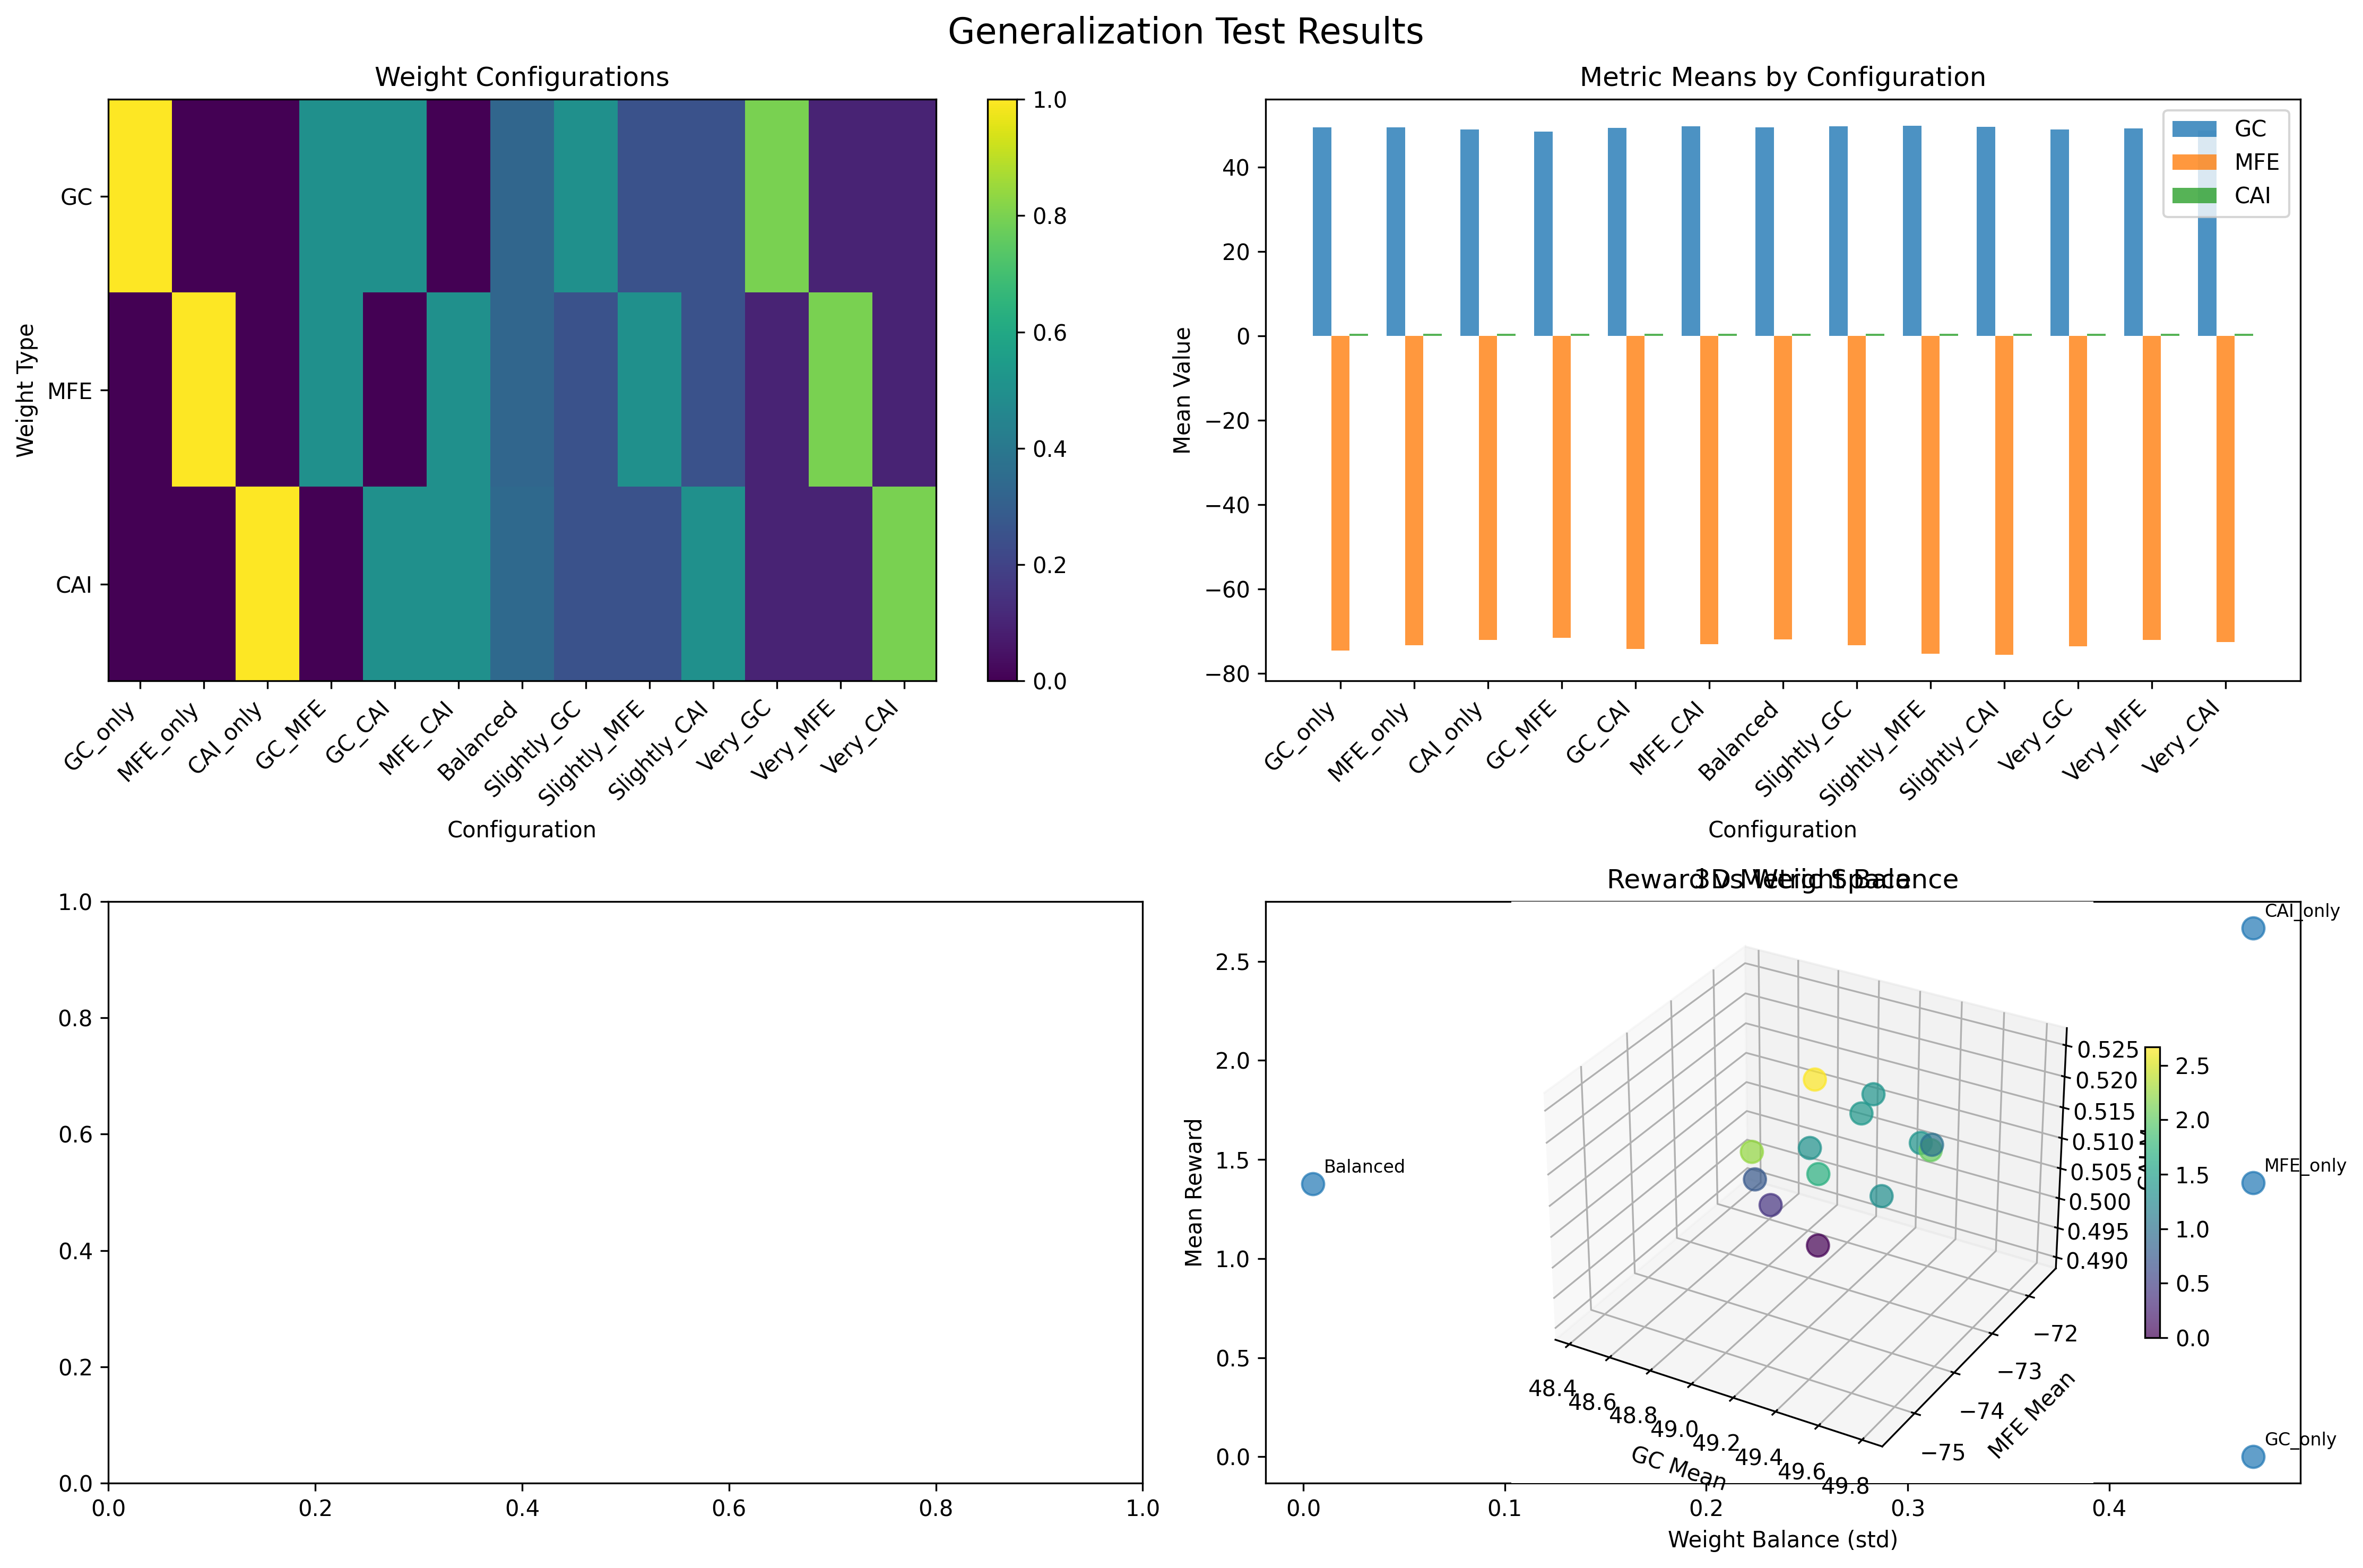 Generalization Test Results
Weight Configurations
Weight Type
GC
MFE
CAI
1.0
0.8
0.6
0.4
0.2
0.0
GC_only
MFE_only
CAI_only
GC_MFE
GC_CAI
MFE_CAI
Balanced
Slightly_GC
Slightly_MFE
Slightly_CAI
Very_GC
Very_MFE
Very_CAI
Configuration
Metric Means by Configuration
Mean Value
40
20
0
−20
−40
−60
−80
GC
MFE
CAI
GC_only
MFE_only
CAI_only
GC_MFE
GC_CAI
MFE_CAI
Balanced
Slightly_GC
Slightly_MFE
Slightly_CAI
Very_GC
Very_MFE
Very_CAI
Configuration
1.0
0.8
0.6
0.4
0.2
0.0
0.0
0.2
0.4
0.6
0.8
1.0
Reward vs Weight Balance
3D Metric Space
Mean Reward
2.5
2.0
1.5
1.0
0.5
0.0
Balanced
CAI_only
MFE_only
GC_only
0.525
0.520
0.515
0.510
0.505
0.500
0.495
0.490
2.5
2.0
1.5
1.0
0.5
0.0
−72
−73
−74
−75
MFE Mean
48.4
48.6
48.8
49.0
49.2
49.4
49.6
49.8
GC Mean
0.0
0.1
0.2
0.3
0.4
Weight Balance (std)